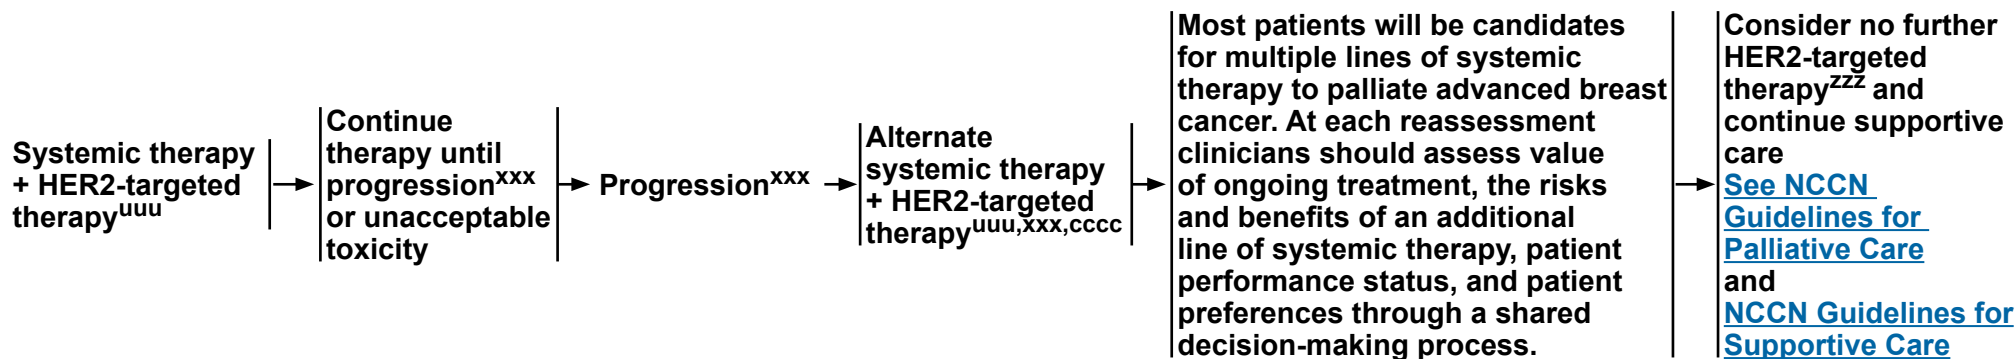 Systemic therapy
+ HER2-targeted
therapyuuu
Continue
therapy until
progressionxxx
or unacceptable
toxicity
Progressionxxx
Alternate
systemic therapy
+ HER2-targeted
therapyuuu,xxx,cccc
Most patients will be candidates
for multiple lines of systemic
therapy to palliate advanced breast
cancer. At each reassessment
clinicians should assess value
of ongoing treatment, the risks
and benefits of an additional
line of systemic therapy, patient
performance status, and patient
preferences through a shared
decision-making process.
Consider no further
HER2-targeted
therapyzzz and
continue supportive
care
See NCCN
Guidelines for
Palliative Care
and
NCCN Guidelines for
Supportive Care